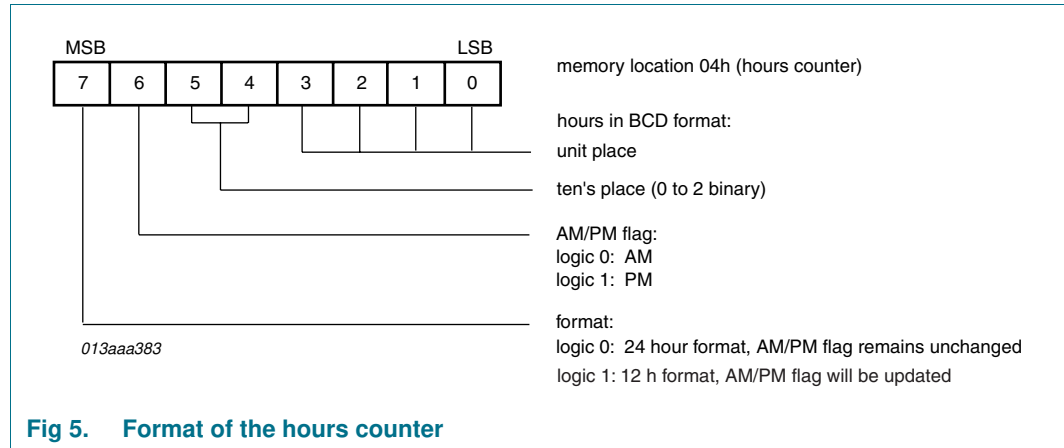 MSB LSB
7 6 5 4 3 2 1 0
memory location 04h (hours counter)
hours in BCD format:
unit place
ten's place (0 to 2 binary)
AM/PM flag:
logic 0: AM
logic 1: PM
format:
logic 0: 24 hour format, AM/PM flag remains unchanged
logic 1: 12 h format, AM/PM flag will be updated
013aaa383
Fig 5. Format of the hours counter